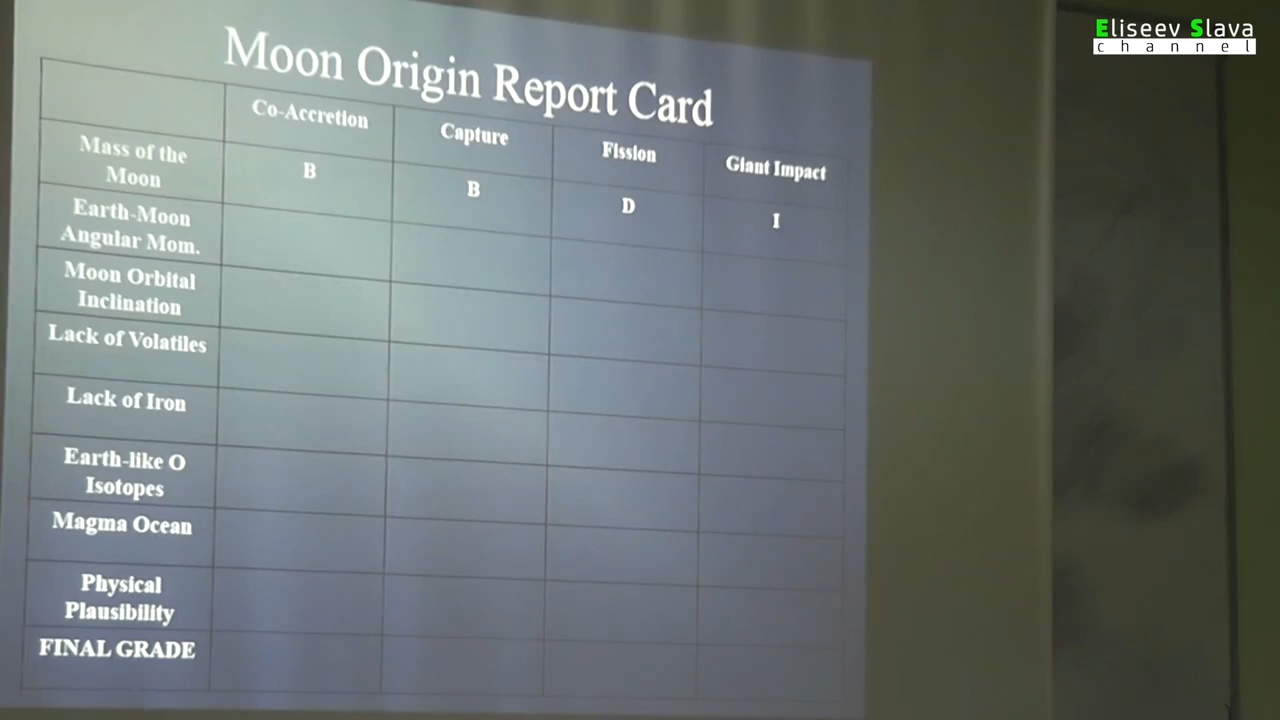 Eliseev Slava
channel
Moon Origin Report Card
Co-Accretion Capture Fission Giant Impact
Mass of the
Moon
B B D I
Earth-Moon
Angular Mom.
Moon Orbital
Inclination
Lack of Volatiles
Lack of Iron
Earth-like O
Isotopes
Magma Ocean
Physical
Plausibility
FINAL GRADE